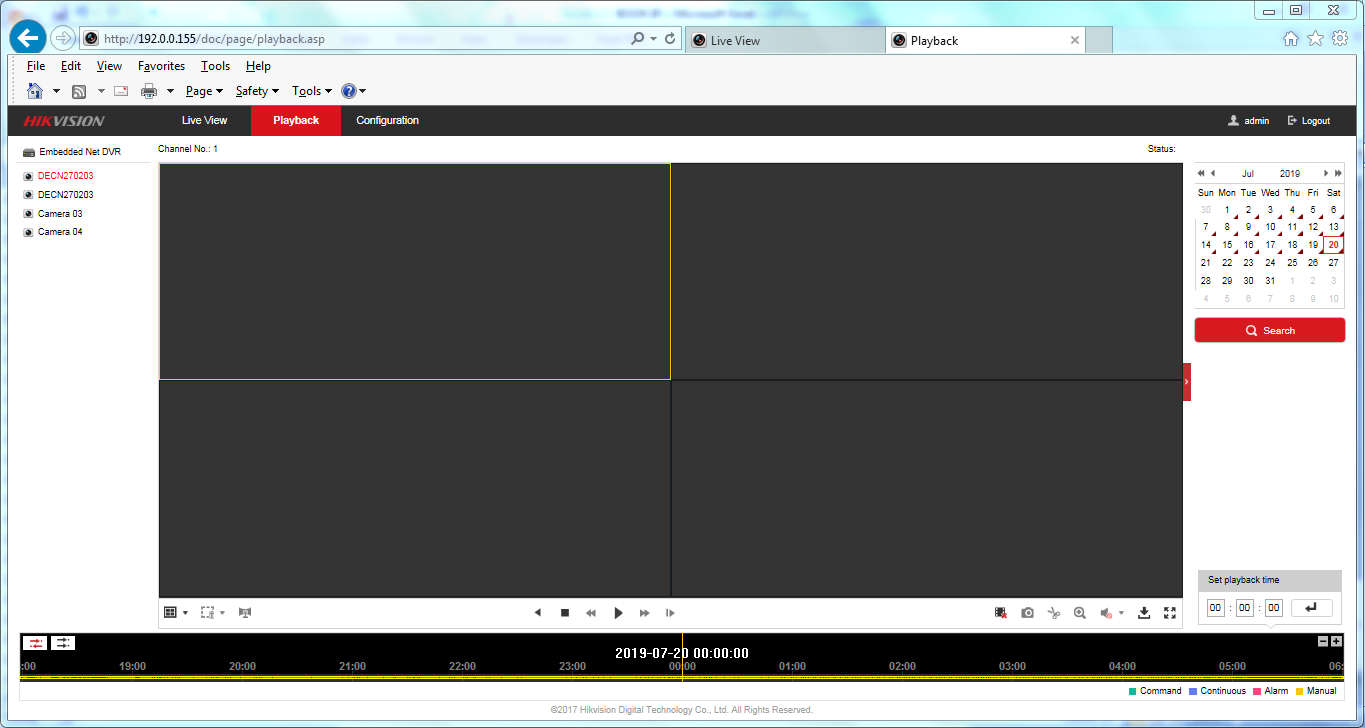 http://192.0.0.155/doc/page/playback.asp
Live View
Playback
File Edit View Favorites Tools Help
Page Safety Tools
HIKVISION
Live View Playback Configuration
admin Logout
Embedded Net DVR
DECN270203
DECN270203
Camera 03
Camera 04
Channel No.: 1
Status:
Jul 2019
Sun Mon Tue Wed Thu Fri Sat
30 1 2 3 4 5 6
7 8 9 10 11 12 13
14 15 16 17 18 19 20
21 22 23 24 25 26 27
28 29 30 31 1 2 3
4 5 6 7 8 9 10
Search
Set playback time
00 : 00 : 00
2019-07-20 00:00:00
:00 19:00 20:00 21:00 22:00 23:00 00:00 01:00 02:00 03:00 04:00 05:00 06:
Command Continuous Alarm Manual
©2017 Hikvision Digital Technology Co., Ltd. All Rights Reserved.